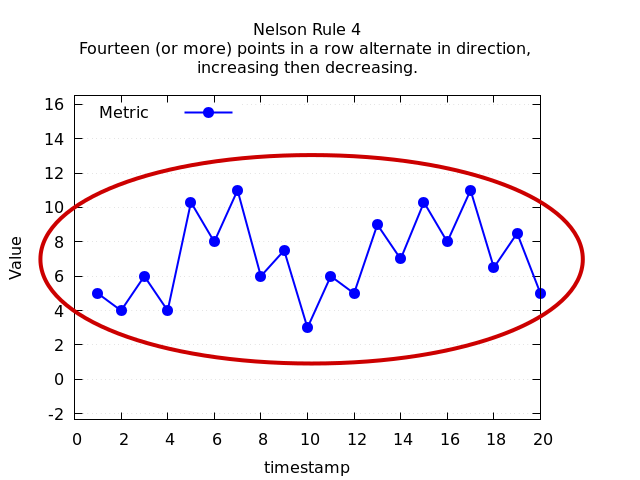 Nelson Rule 4
Fourteen (or more) points in a row alternate in direction,
increasing then decreasing.
Metric
16
14
12
10
8
6
4
2
0
-2
Value
0 2 4 6 8 10 12 14 16 18 20
timestamp